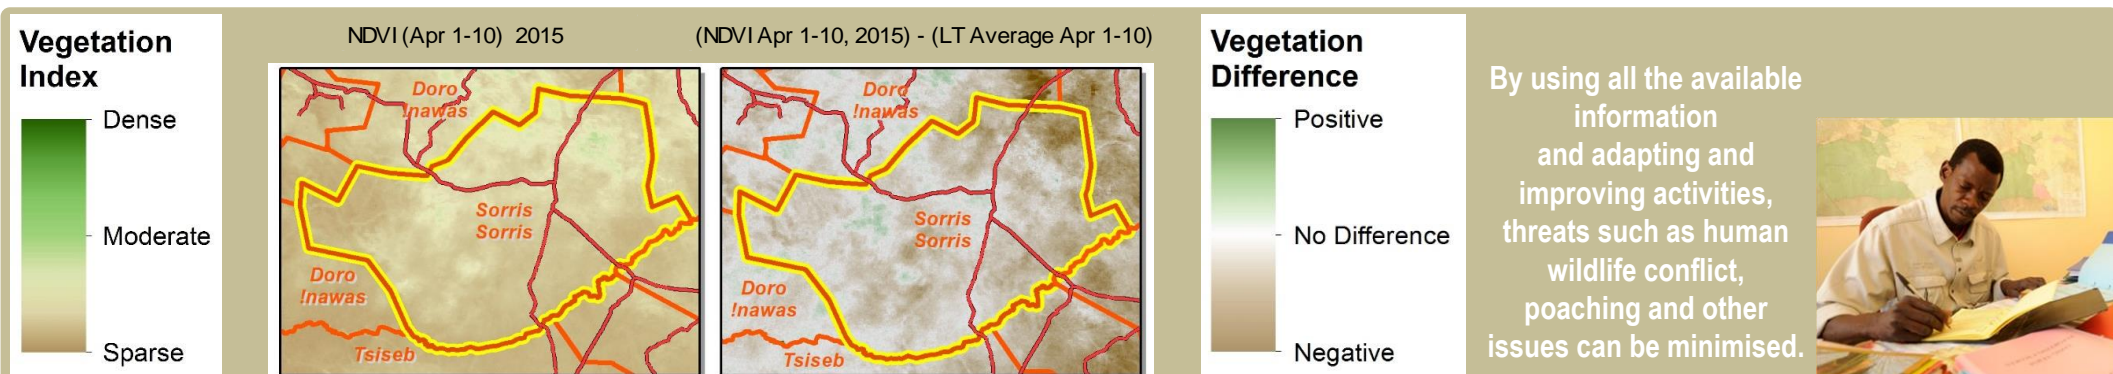 Vegetation
Index
Dense
Moderate
Sparse
NDVI (Apr 1-10) 2015
Doro
!nawas
Sorris
Sorris
Doro
!nawas
Tsiseb
(NDVI Apr 1-10, 2015) - (LT Average Apr 1-10)
Doro
!nawas
Sorris
Sorris
Doro
!nawas
Tsiseb
Vegetation
Difference
Positive
No Difference
Negative
By using all the available
information
and adapting and
improving activities,
threats such as human
wildlife conflict,
poaching and other
issues can be minimised.